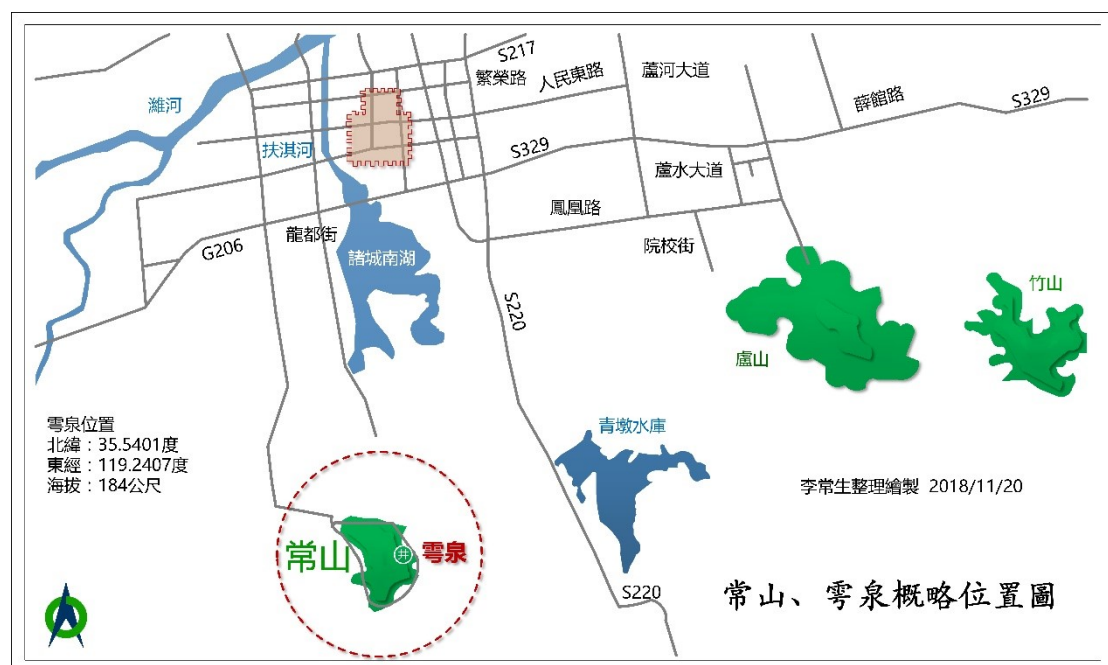 S217
繁榮路
人民東路
蘆河大道
薛館路
S329
濰河
扶淇河
S329
蘆水大道
鳳凰路
院校街
G206
龍都街
諸城南湖
S220
竹山
盧山
雩泉位置
北緯：35.5401度
東經：119.2407度
海拔：184公尺
青墩水庫
李常生整理繪製 2018/11/20
常山
井
雩泉
S220
常山、雩泉概略位置圖